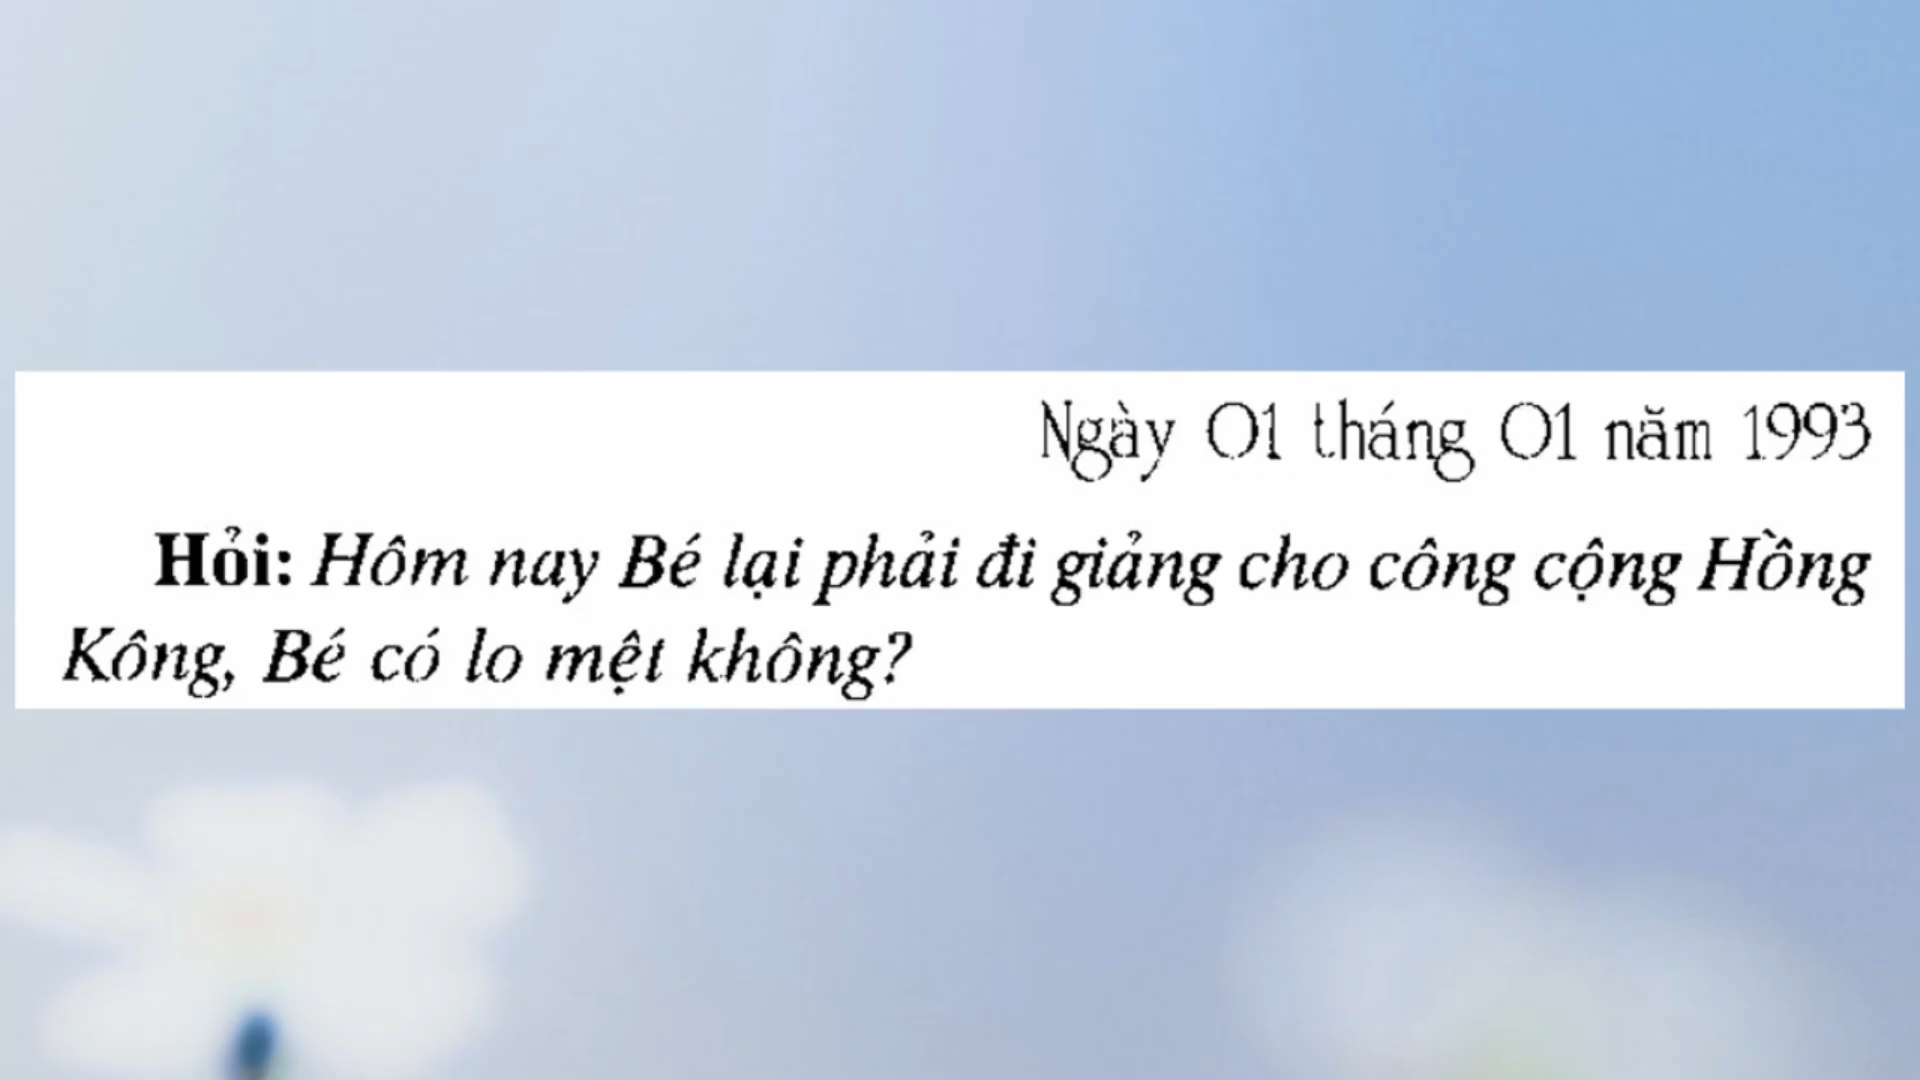 Ngày 01 tháng 01 năm 1993
Hỏi: Hôm nay Bé lại phải đi giảng cho công cộng Hồng
Kông, Bé có lo mệt không?